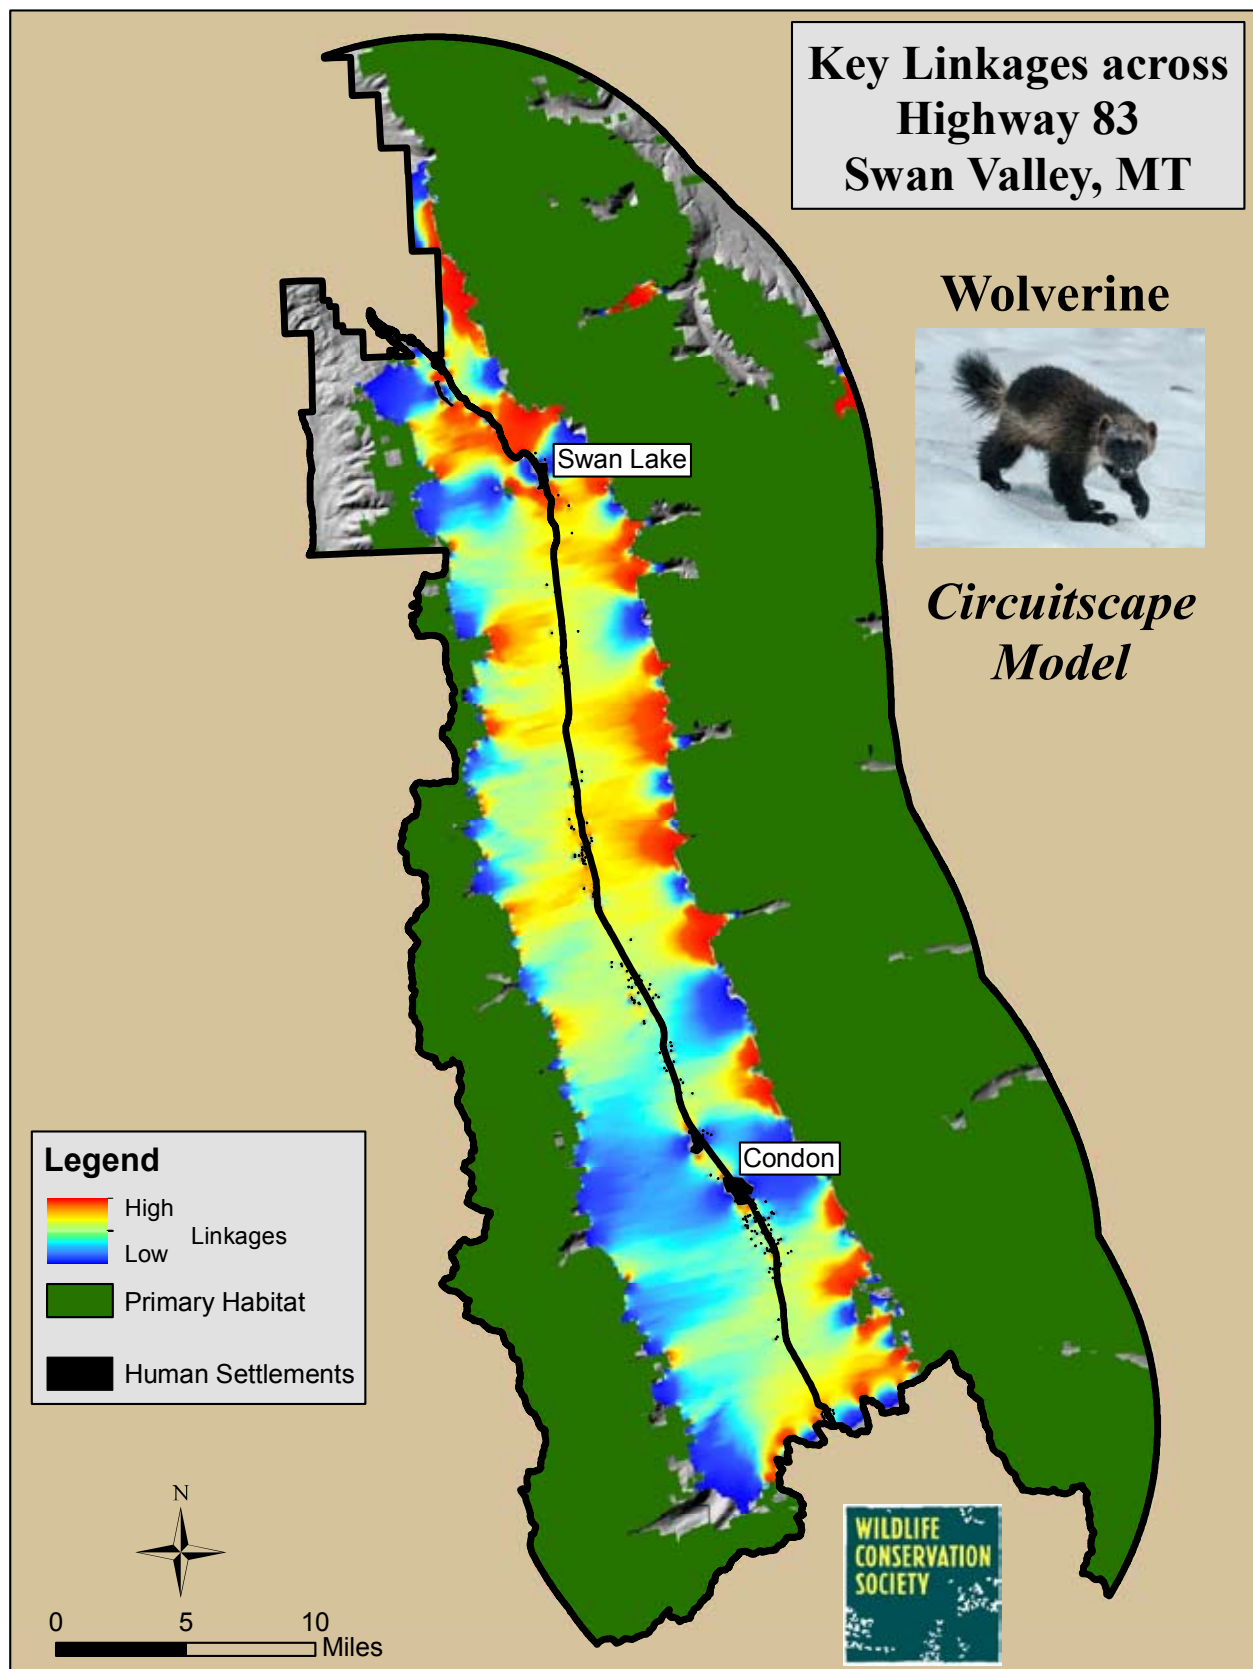 Key Linkages across
Highway 83
Swan Valley, MT
Wolverine
Circuitscape
Model
Swan Lake
Condon
Legend
High
Linkages
Low
Primary Habitat
Human Settlements
N
0 5 10
Miles
WILDLIFE
CONSERVATION
SOCIETY